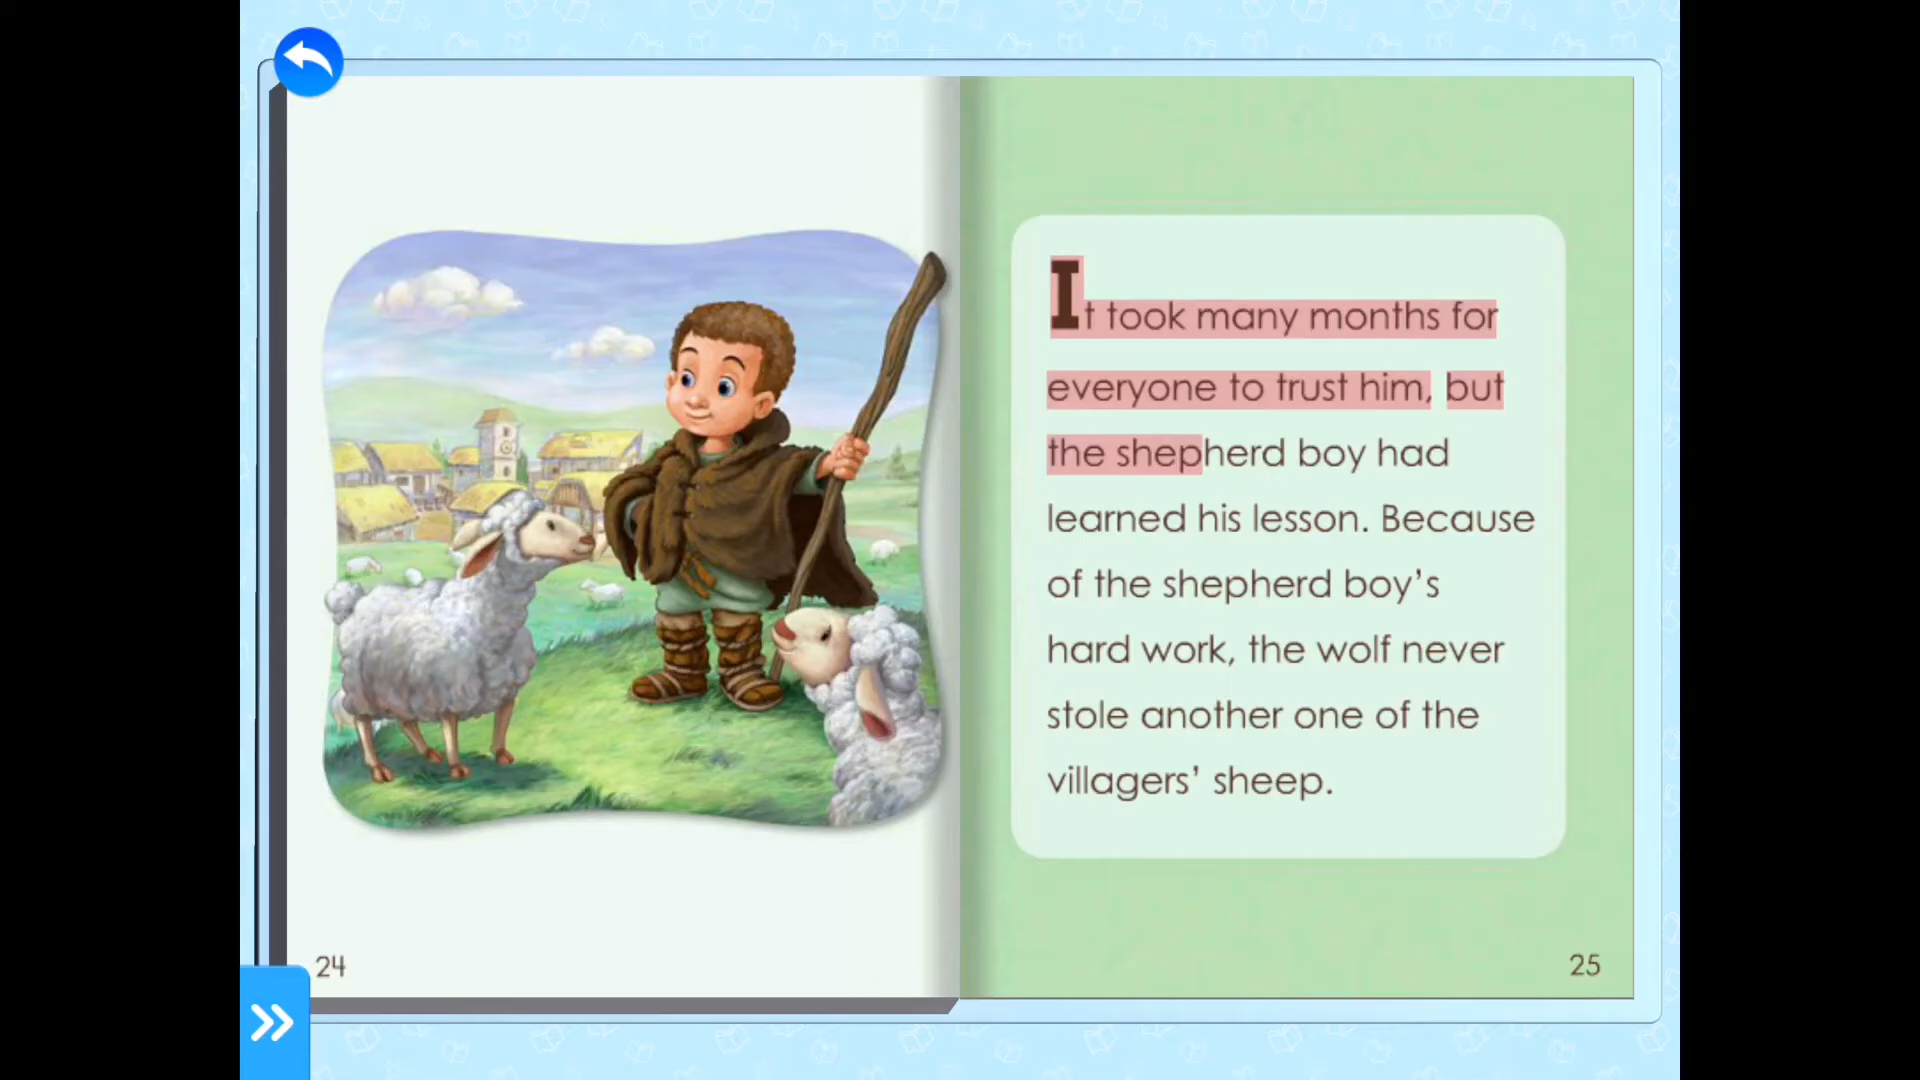 It took many months for
everyone to trust him, but
the shepherd boy had
learned his lesson. Because
of the shepherd boy’s
hard work, the wolf never
stole another one of the
villagers’ sheep.
24
25